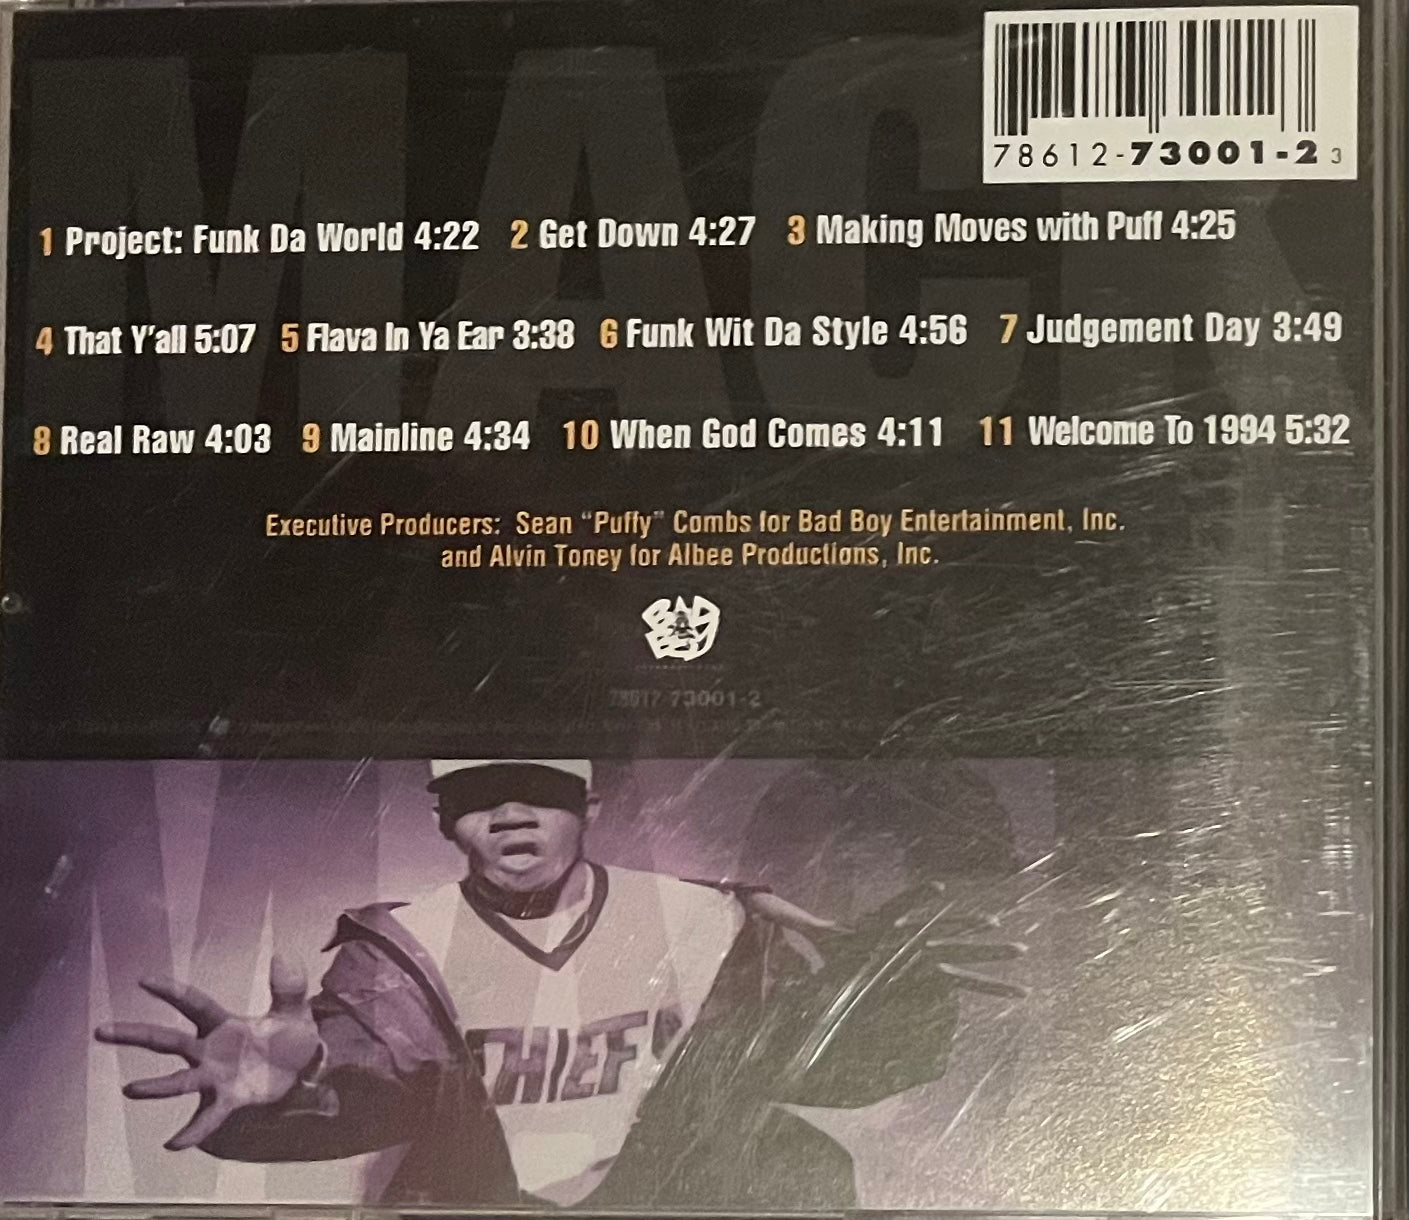 MACK
78612-73001-2 3
1 Project: Funk Da World 4:22 2 Get Down 4:27 3 Making Moves with Puff 4:25
4 That Y'all 5:07 5 Flava In Ya Ear 3:38 6 Funk Wit Da Style 4:56 7 Judgement Day 3:49
8 Real Raw 4:03 9 Mainline 4:34 10 When God Comes 4:11 11 Welcome To 1994 5:32
Executive Producers: Sean "Puffy" Combs for Bad Boy Entertainment, Inc.
and Alvin Toney for Albee Productions, Inc.
BAD
BOY
78612-73001-2
CHIEFS